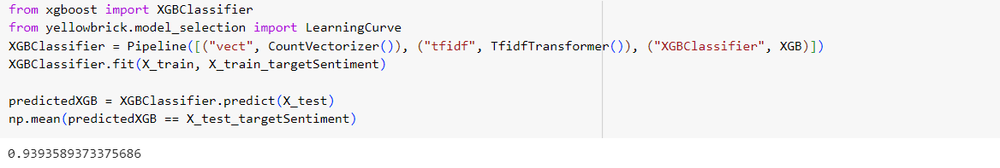 from xgboost import XGBClassifier
from yellowbrick.model_selection import LearningCurve
XGBClassifier = Pipeline([("vect", CountVectorizer()), ("tfidf", TfidfTransformer()), ("XGBClassifier", XGB)])
XGBClassifier.fit(X_train, X_train_targetSentiment)
predictedXGB = XGBClassifier.predict(X_test)
np.mean(predictedXGB == X_test_targetSentiment)
0.9393589373375686